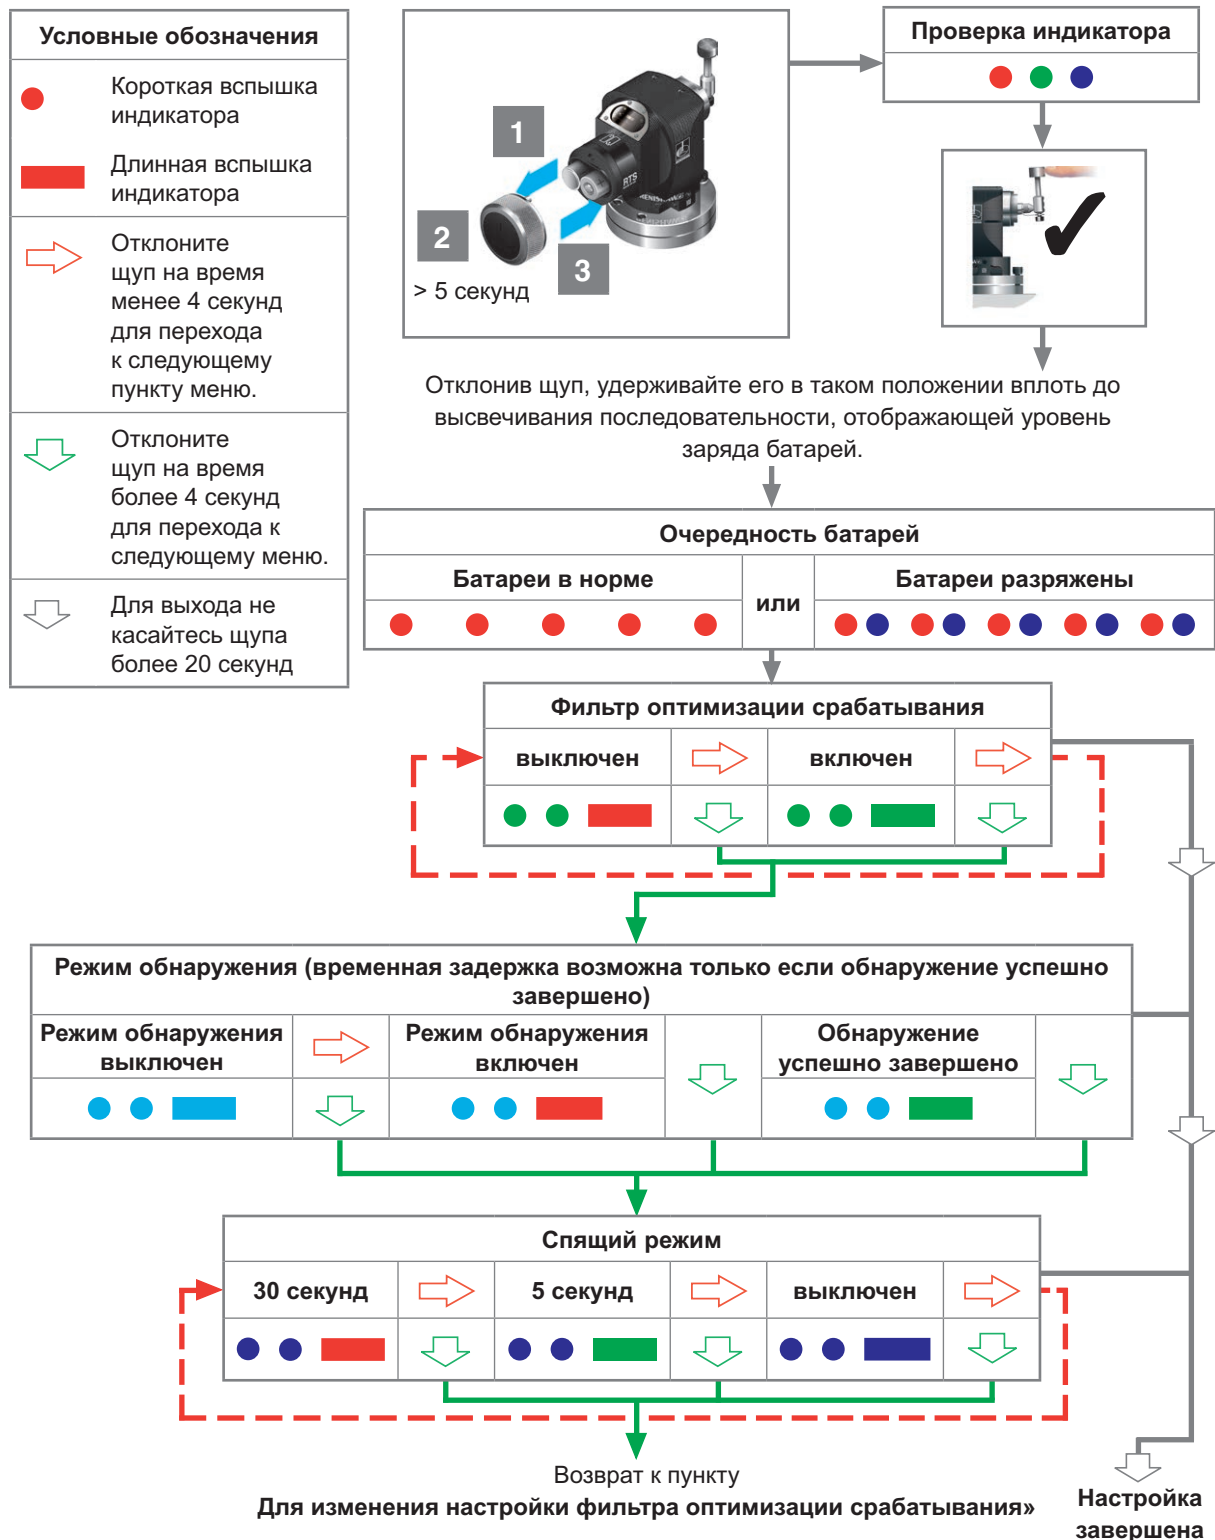 Условные обозначения
Короткая вспышка
индикатора
Длинная вспышка
индикатора
Отклоните
щуп на время
менее 4 секунд
для перехода
к следующему
пункту меню.
Отклоните
щуп на время
более 4 секунд
для перехода к
следующему меню.
Для выхода не
касайтесь щупа
более 20 секунд
1
2
3
RTS
> 5 секунд
Проверка индикатора
Отклонив щуп, удерживайте его в таком положении вплоть до
высвечивания последовательности, отображающей уровень
заряда батарей.
Очередность батарей
Батареи в норме
или
Батареи разряжены
Фильтр оптимизации срабатывания
выключен
включен
Режим обнаружения (временная задержка возможна только если обнаружение успешно
завершено)
Режим обнаружения
выключен
Режим обнаружения
включен
Обнаружение
успешно завершено
Спящий режим
30 секунд
5 секунд
выключен
Возврат к пункту
Для изменения настройки фильтра оптимизации срабатывания»
Настройка
завершена